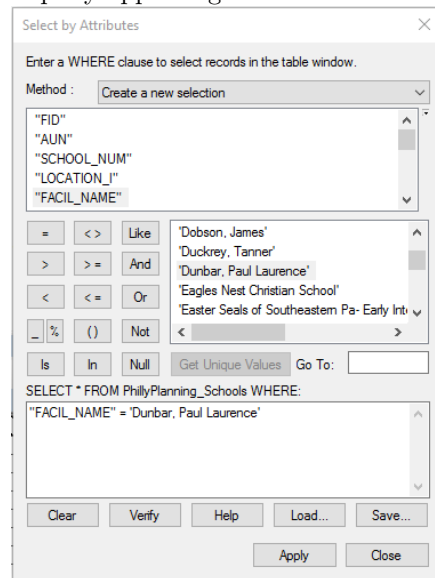 Select by Attributes
Enter a WHERE clause to select records in the table window.
Method : Create a new selection
"FID"
"AUN"
"SCHOOL_NUM"
"LOCATION_I"
"FACIL_NAME"
= <> Like
> > = And
< < = Or
_ % () Not
Is In Null
'Dobson, James'
'Duckrey, Tanner'
'Dunbar, Paul Laurence'
'Eagles Nest Christian School'
'Easter Seals of Southeastern Pa- Early Int
Get Unique Values Go To:
SELECT * FROM PhillyPlanning_Schools WHERE:
"FACIL_NAME" = 'Dunbar, Paul Laurence'
Clear Verify Help Load... Save...
Apply Close